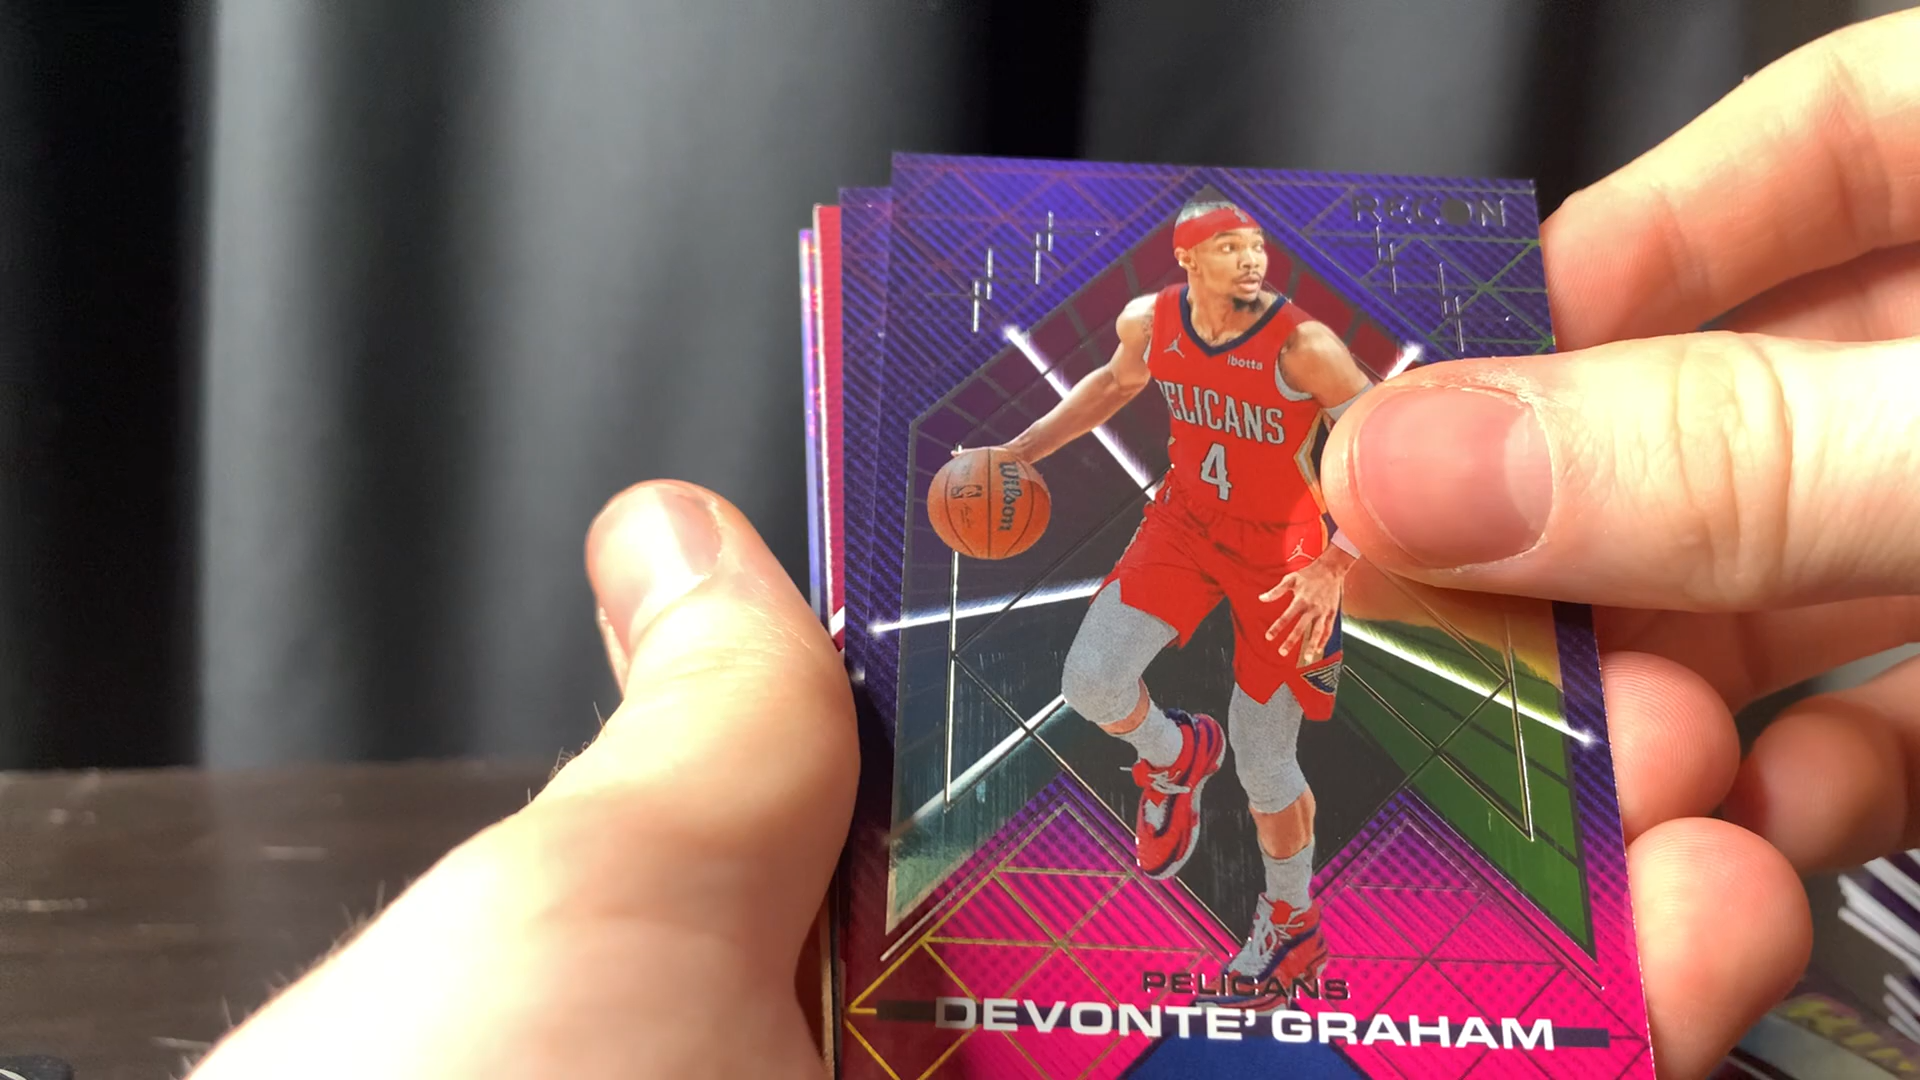 RECON
ibotta
PELICANS
4
Wilson
PELICANS
DEVONTE' GRAHAM